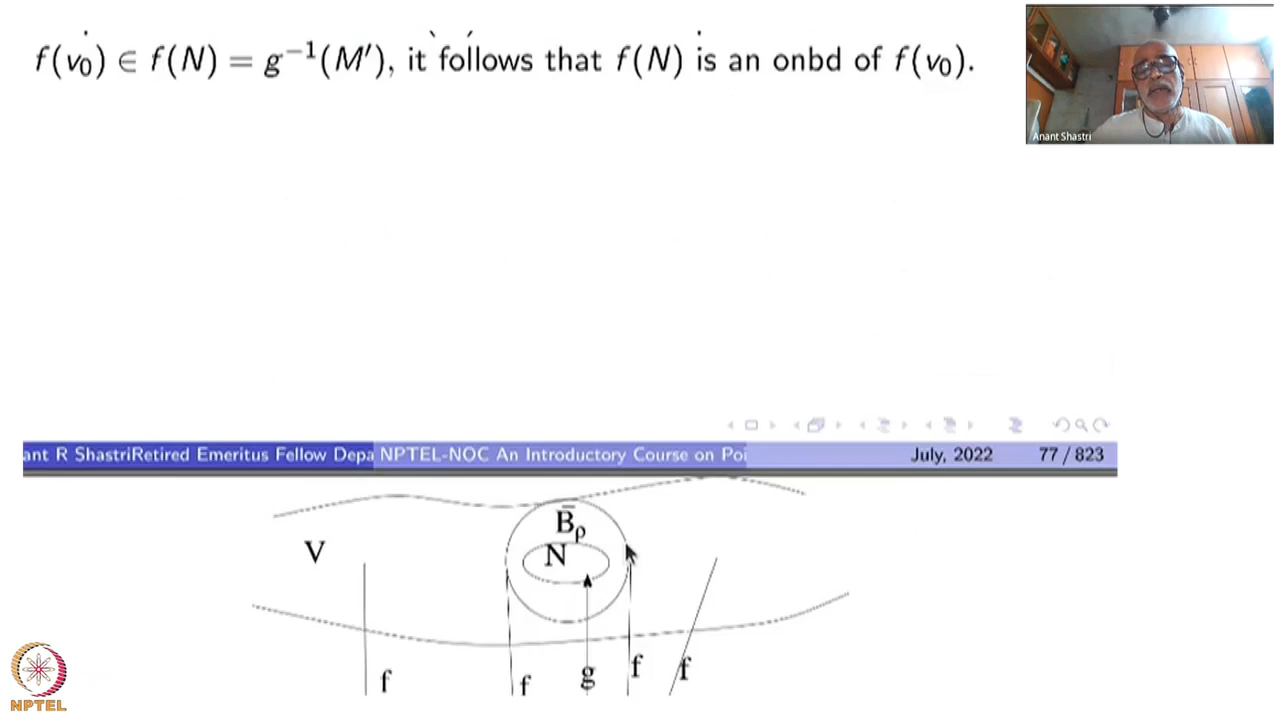 f(v₀) ∈ f(N) = g⁻¹(M′), it follows that f(N) is an onbd of f(v₀).
Anant Shastri
ant R ShastriRetired Emeritus Fellow Depa NPTEL-NOC An Introductory Course on Poi July, 2022 77 / 823
B̄ρ
V N
f f g f f
NPTEL